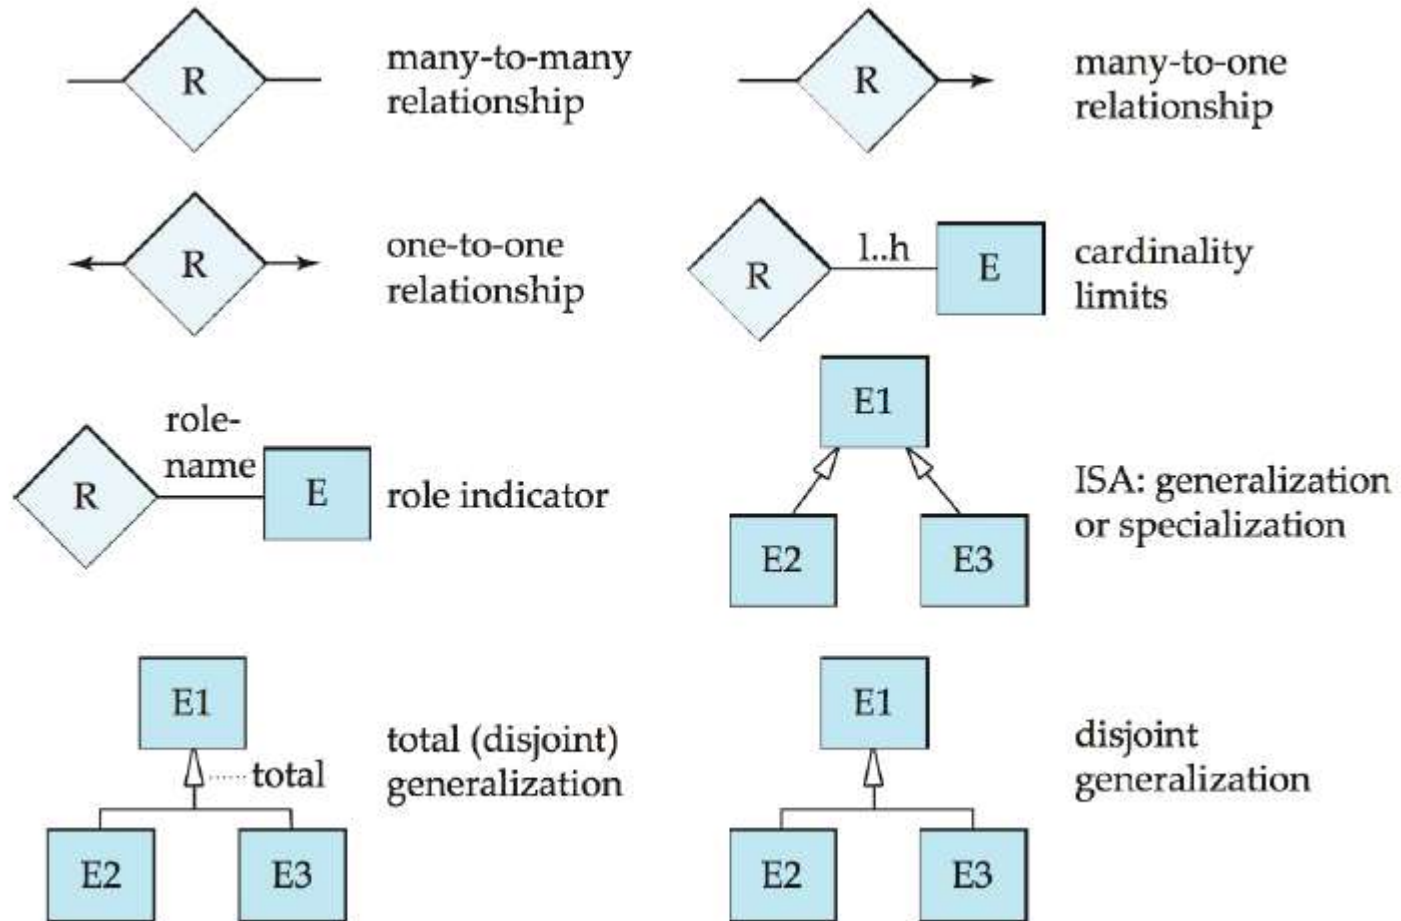 R
many-to-many
relationship
R
many-to-one
relationship
R
one-to-one
relationship
R
l..h
E
cardinality
limits
R
role-
name
E
role indicator
E1
E2
E3
ISA: generalization
or specialization
E1
total
E2
E3
total (disjoint)
generalization
E1
E2
E3
disjoint
generalization